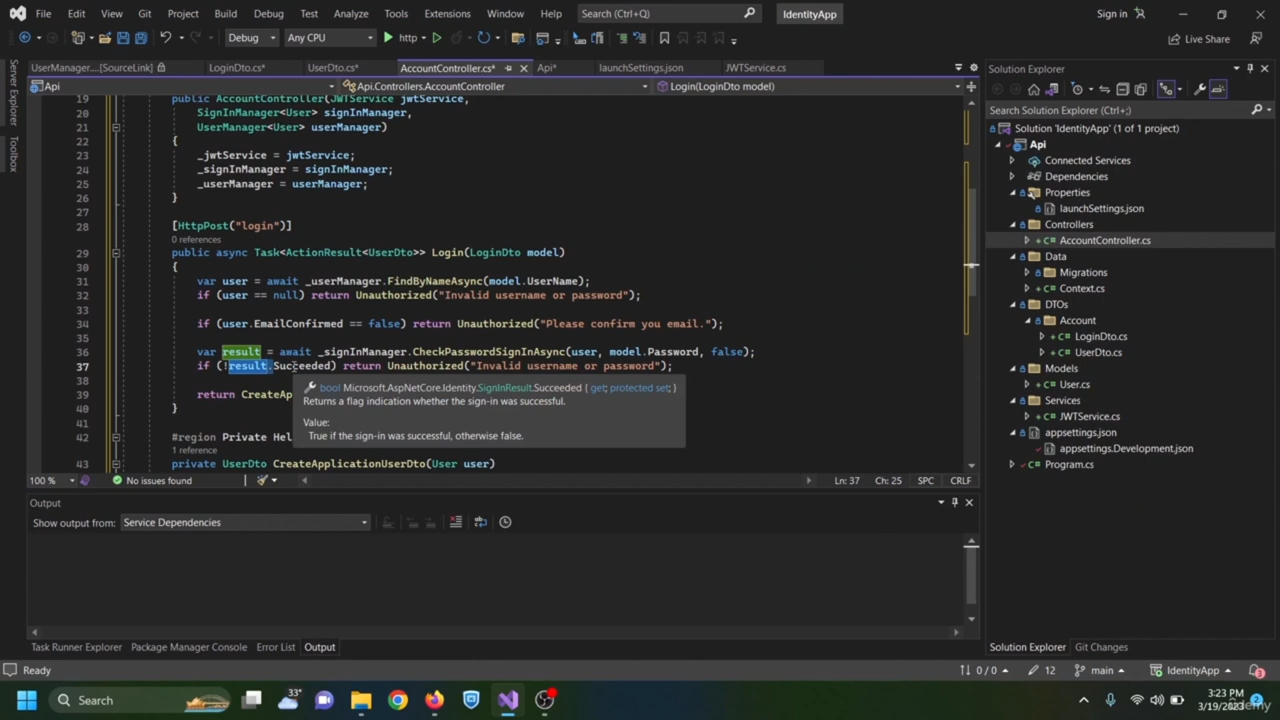 File Edit View Git Project Build Debug Test Analyze Tools Extensions Window Help Search (Ctrl+Q) IdentityApp Sign in
Debug Any CPU http Live Share
Server Explorer
Toolbox
UserManager....[SourceLink] LoginDto.cs* UserDto.cs* AccountController.cs* Api* launchSettings.json JWTService.cs
Api Api.Controllers.AccountController Login(LoginDto model)
19 public AccountController(JWTService jwtService,
20 SignInManager<User> signInManager,
21 UserManager<User> userManager)
22 {
23 _jwtService = jwtService;
24 _signInManager = signInManager;
25 _userManager = userManager;
26 }
27
28 [HttpPost("login")]
0 references
29 public async Task<ActionResult<UserDto>> Login(LoginDto model)
30 {
31 var user = await _userManager.FindByNameAsync(model.UserName);
32 if (user == null) return Unauthorized("Invalid username or password");
33
34 if (user.EmailConfirmed == false) return Unauthorized("Please confirm you email.");
35
36 var result = await _signInManager.CheckPasswordSignInAsync(user, model.Password, false);
37 if (!result.Succeeded) return Unauthorized("Invalid username or password");
38
bool Microsoft.AspNetCore.Identity.SignInResult.Succeeded { get; protected set; }
Returns a flag indication whether the sign-in was successful.
Value:
True if the sign-in was successful, otherwise false.
39 return CreateAp
40 }
41
42 #region Private Hel
1 reference
43 private UserDto CreateApplicationUserDto(User user)
100 % No issues found Ln: 37 Ch: 25 SPC CRLF
Output
Show output from: Service Dependencies
Task Runner Explorer Package Manager Console Error List Output
Solution Explorer
Search Solution Explorer (Ctrl+;)
Solution 'IdentityApp' (1 of 1 project)
Api
Connected Services
Dependencies
Properties
launchSettings.json
Controllers
AccountController.cs
Data
Migrations
Context.cs
DTOs
Account
LoginDto.cs
UserDto.cs
Models
User.cs
Services
JWTService.cs
appsettings.json
appsettings.Development.json
Program.cs
Solution Explorer Git Changes
Ready 0 / 0 12 main IdentityApp 3
Search 33° 3:23 PM
3/19/2023 2